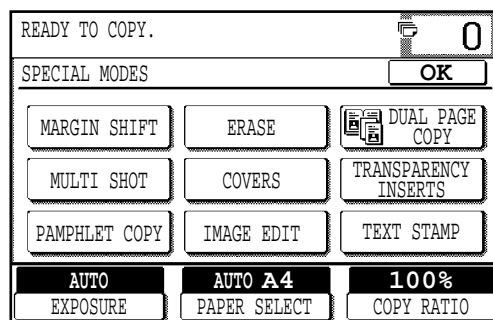 READY TO COPY.
0
SPECIAL MODES
OK
MARGIN SHIFT
ERASE
DUAL PAGE
COPY
MULTI SHOT
COVERS
TRANSPARENCY
INSERTS
PAMPHLET COPY
IMAGE EDIT
TEXT STAMP
AUTO
AUTO A4
100%
EXPOSURE
PAPER SELECT
COPY RATIO